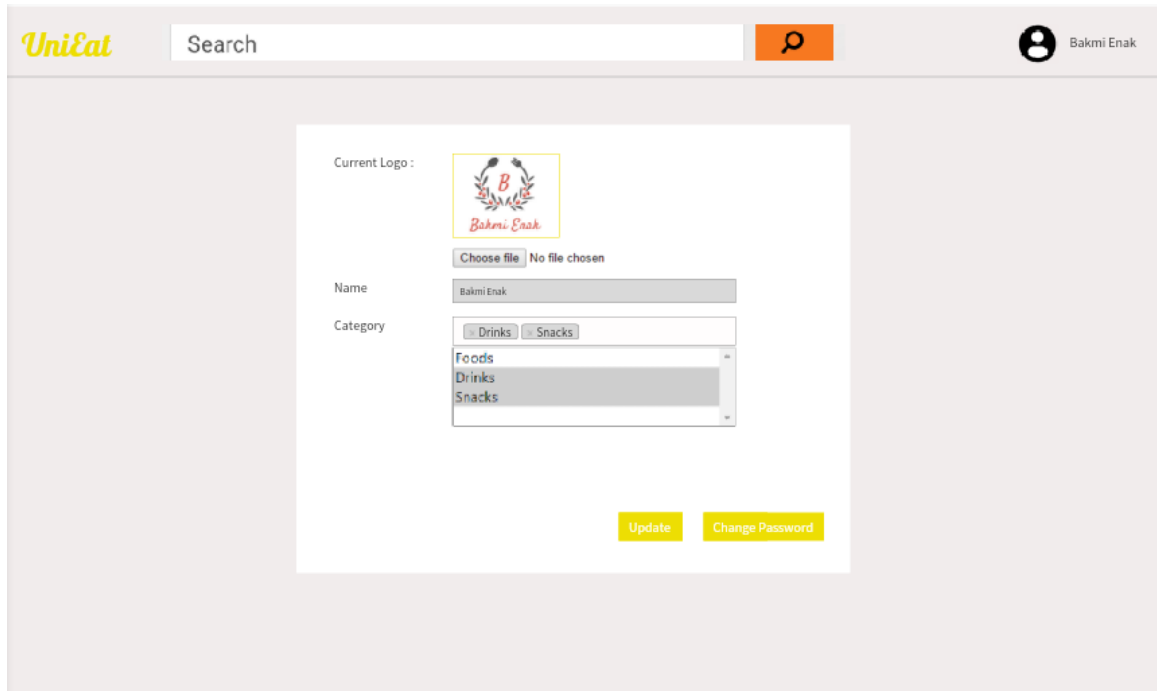 UniEat
Search
Bakmi Enak
Current Logo :
B
Bakmi Enak
Choose file No file chosen
Name
Bakmi Enak
Category
× Drinks × Snacks
Foods
Drinks
Snacks
Update
Change Password